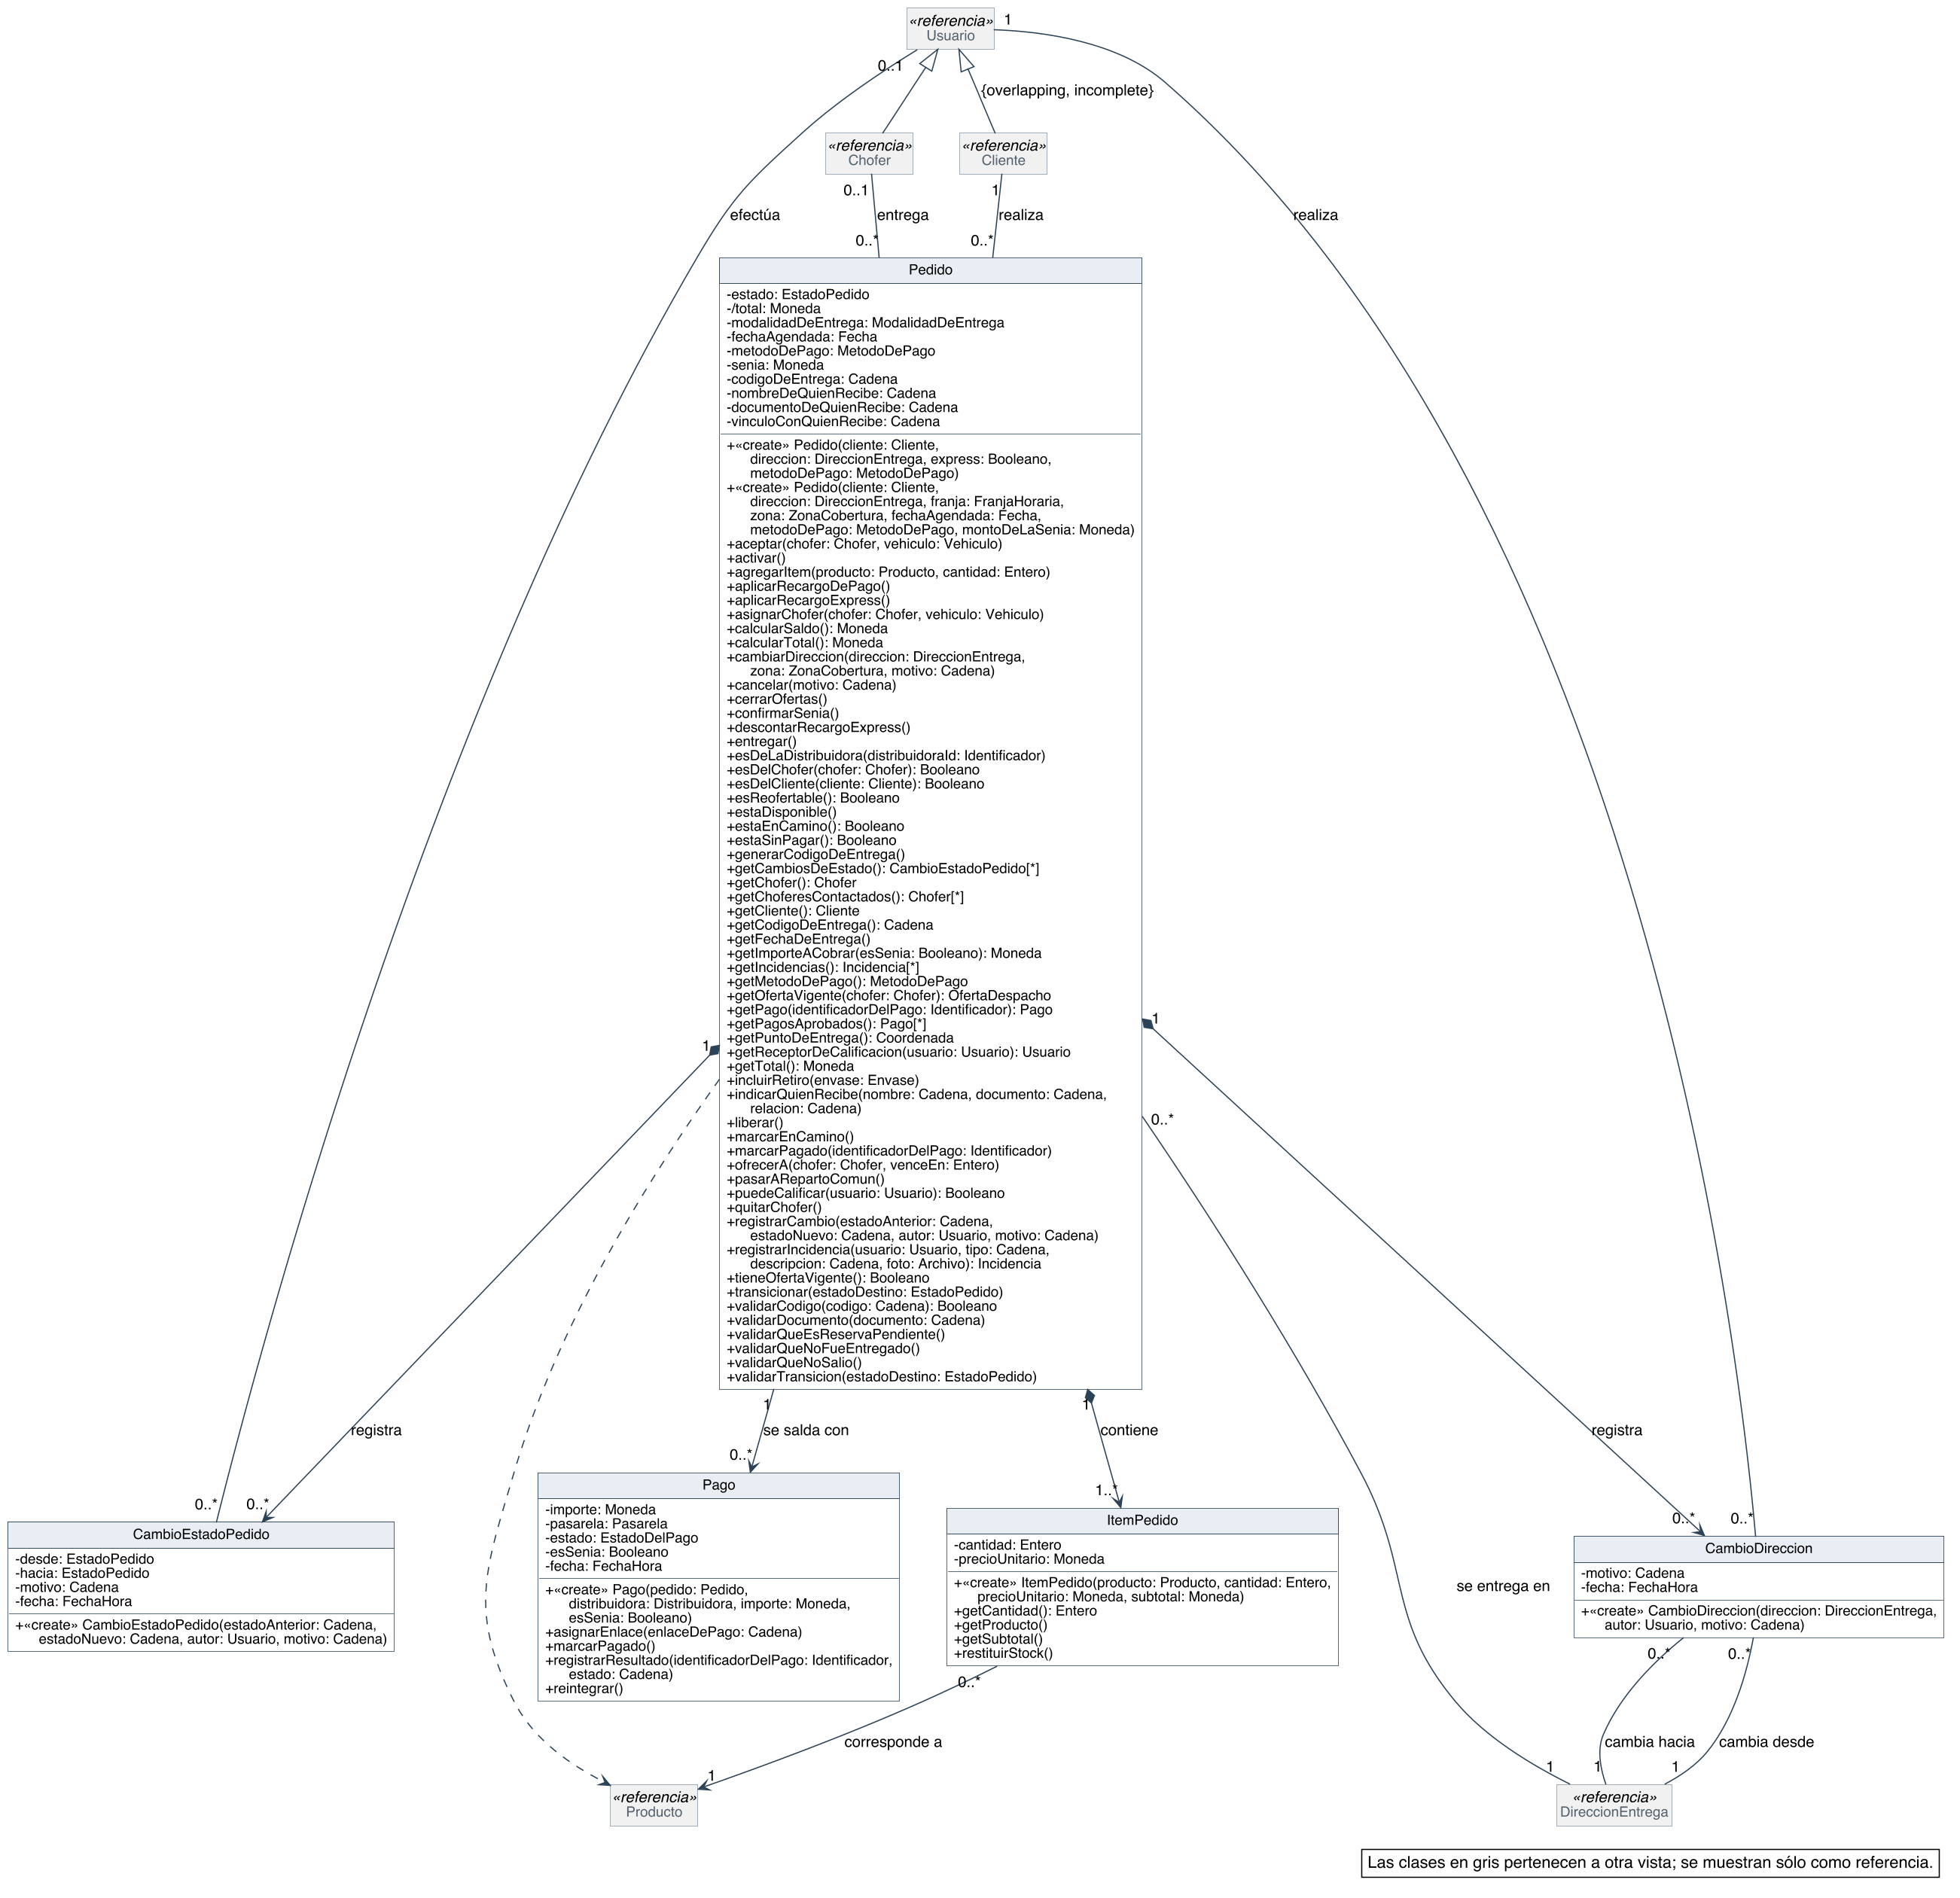 «referencia»
Usuario
1
0..1
{overlapping, incomplete}
«referencia»
Chofer
«referencia»
Cliente
0..1
1
efectúa
entrega
realiza
realiza
0..*
0..*
Pedido
-estado: EstadoPedido
-/total: Moneda
-modalidadDeEntrega: ModalidadDeEntrega
-fechaAgendada: Fecha
-metodoDePago: MetodoDePago
-senia: Moneda
-codigoDeEntrega: Cadena
-nombreDeQuienRecibe: Cadena
-documentoDeQuienRecibe: Cadena
-vinculoConQuienRecibe: Cadena
+«create» Pedido(cliente: Cliente,
direccion: DireccionEntrega, express: Booleano,
metodoDePago: MetodoDePago)
+«create» Pedido(cliente: Cliente,
direccion: DireccionEntrega, franja: FranjaHoraria,
zona: ZonaCobertura, fechaAgendada: Fecha,
metodoDePago: MetodoDePago, montoDeLaSenia: Moneda)
+aceptar(chofer: Chofer, vehiculo: Vehiculo)
+activar()
+agregarItem(producto: Producto, cantidad: Entero)
+aplicarRecargoDePago()
+aplicarRecargoExpress()
+asignarChofer(chofer: Chofer, vehiculo: Vehiculo)
+calcularSaldo(): Moneda
+calcularTotal(): Moneda
+cambiarDireccion(direccion: DireccionEntrega,
zona: ZonaCobertura, motivo: Cadena)
+cancelar(motivo: Cadena)
+cerrarOfertas()
+confirmarSenia()
+descontarRecargoExpress()
+entregar()
+esDeLaDistribuidora(distribuidoraId: Identificador)
+esDelChofer(chofer: Chofer): Booleano
+esDelCliente(cliente: Cliente): Booleano
+esReofertable(): Booleano
+estaDisponible()
+estaEnCamino(): Booleano
+estaSinPagar(): Booleano
+generarCodigoDeEntrega()
+getCambiosDeEstado(): CambioEstadoPedido[*]
+getChofer(): Chofer
+getChoferesContactados(): Chofer[*]
+getCliente(): Cliente
+getCodigoDeEntrega(): Cadena
+getFechaDeEntrega()
+getImporteACobrar(esSenia: Booleano): Moneda
+getIncidencias(): Incidencia[*]
+getMetodoDePago(): MetodoDePago
+getOfertaVigente(chofer: Chofer): OfertaDespacho
+getPago(identificadorDelPago: Identificador): Pago
+getPagosAprobados(): Pago[*]
+getPuntoDeEntrega(): Coordenada
+getReceptorDeCalificacion(usuario: Usuario): Usuario
+getTotal(): Moneda
+incluirRetiro(envase: Envase)
+indicarQuienRecibe(nombre: Cadena, documento: Cadena,
relacion: Cadena)
+liberar()
+marcarEnCamino()
+marcarPagado(identificadorDelPago: Identificador)
+ofrecerA(chofer: Chofer, venceEn: Entero)
+pasarARepartoComun()
+puedeCalificar(usuario: Usuario): Booleano
+quitarChofer()
+registrarCambio(estadoAnterior: Cadena,
estadoNuevo: Cadena, autor: Usuario, motivo: Cadena)
+registrarIncidencia(usuario: Usuario, tipo: Cadena,
descripcion: Cadena, foto: Archivo): Incidencia
+tieneOfertaVigente(): Booleano
+transicionar(estadoDestino: EstadoPedido)
+validarCodigo(codigo: Cadena): Booleano
+validarDocumento(documento: Cadena)
+validarQueEsReservaPendiente()
+validarQueNoFueEntregado()
+validarQueNoSalio()
+validarTransicion(estadoDestino: EstadoPedido)
1
1
0..*
1
1
registra
se salda con
contiene
registra
0..*
0..*
0..*
1..*
0..*
0..*
CambioEstadoPedido
-desde: EstadoPedido
-hacia: EstadoPedido
-motivo: Cadena
-fecha: FechaHora
+«create» CambioEstadoPedido(estadoAnterior: Cadena,
estadoNuevo: Cadena, autor: Usuario, motivo: Cadena)
Pago
-importe: Moneda
-pasarela: Pasarela
-estado: EstadoDelPago
-esSenia: Booleano
-fecha: FechaHora
+«create» Pago(pedido: Pedido,
distribuidora: Distribuidora, importe: Moneda,
esSenia: Booleano)
+asignarEnlace(enlaceDePago: Cadena)
+marcarPagado()
+registrarResultado(identificadorDelPago: Identificador,
estado: Cadena)
+reintegrar()
ItemPedido
-cantidad: Entero
-precioUnitario: Moneda
+«create» ItemPedido(producto: Producto, cantidad: Entero,
precioUnitario: Moneda, subtotal: Moneda)
+getCantidad(): Entero
+getProducto()
+getSubtotal()
+restituirStock()
se entrega en
CambioDireccion
-motivo: Cadena
-fecha: FechaHora
+«create» CambioDireccion(direccion: DireccionEntrega,
autor: Usuario, motivo: Cadena)
0..*
0..*
0..*
corresponde a
cambia hacia
cambia desde
1
1
1
1
«referencia»
Producto
«referencia»
DireccionEntrega
Las clases en gris pertenecen a otra vista; se muestran sólo como referencia.